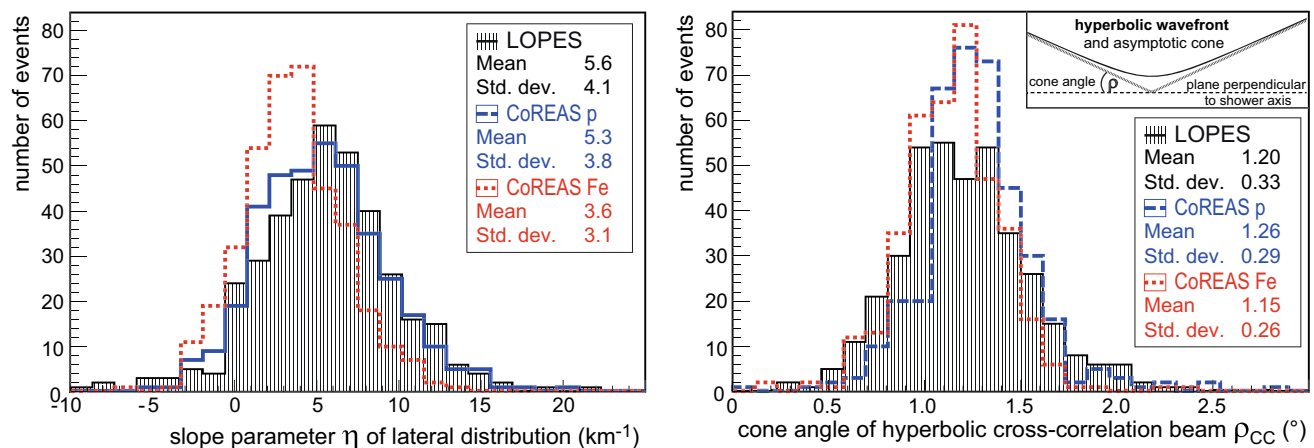 number of events
80
70
60
50
40
30
20
10
0
-10
-5
0
5
10
15
20
slope parameter η of lateral distribution (km⁻¹)
LOPES
Mean 5.6
Std. dev. 4.1
CoREAS p
Mean 5.3
Std. dev. 3.8
CoREAS Fe
Mean 3.6
Std. dev. 3.1
number of events
80
70
60
50
40
30
20
10
0
0
0.5
1.0
1.5
2.0
2.5
cone angle of hyperbolic cross-correlation beam ρCC (°)
hyperbolic wavefront
and asymptotic cone
cone angle ρ plane perpendicular
to shower axis
LOPES
Mean 1.20
Std. dev. 0.33
CoREAS p
Mean 1.26
Std. dev. 0.29
CoREAS Fe
Mean 1.15
Std. dev. 0.26